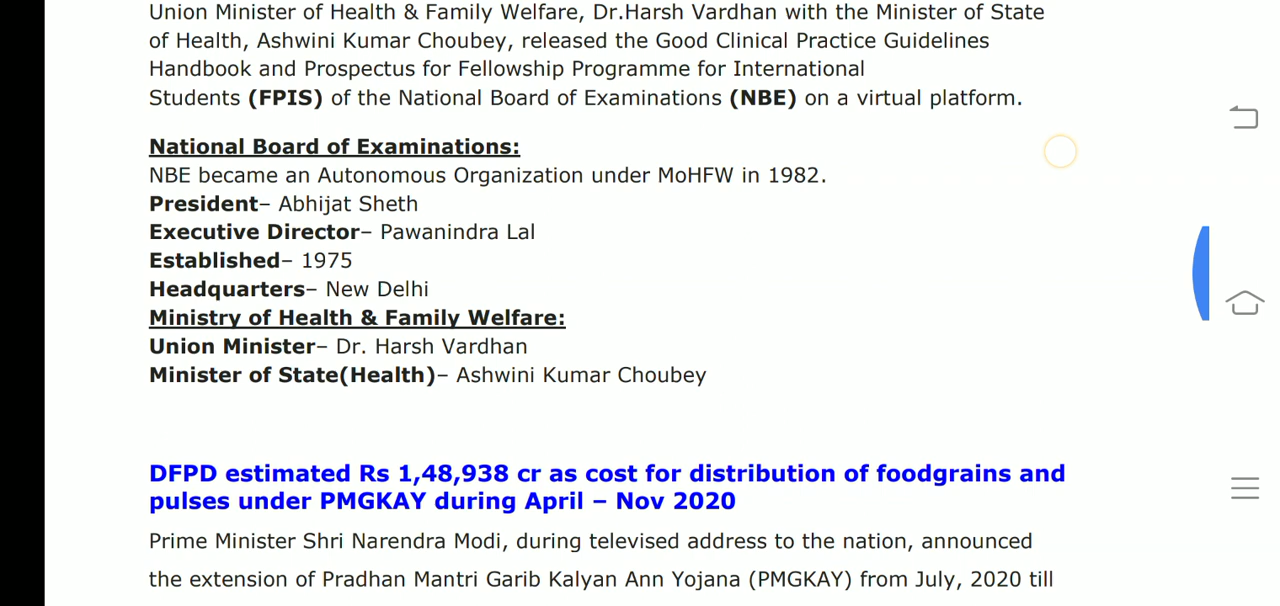 Union Minister of Health & Family Welfare, Dr.Harsh Vardhan with the Minister of State
of Health, Ashwini Kumar Choubey, released the Good Clinical Practice Guidelines
Handbook and Prospectus for Fellowship Programme for International
Students (FPIS) of the National Board of Examinations (NBE) on a virtual platform.
National Board of Examinations:
NBE became an Autonomous Organization under MoHFW in 1982.
President– Abhijat Sheth
Executive Director– Pawanindra Lal
Established– 1975
Headquarters– New Delhi
Ministry of Health & Family Welfare:
Union Minister– Dr. Harsh Vardhan
Minister of State(Health)– Ashwini Kumar Choubey
DFPD estimated Rs 1,48,938 cr as cost for distribution of foodgrains and
pulses under PMGKAY during April – Nov 2020
Prime Minister Shri Narendra Modi, during televised address to the nation, announced
the extension of Pradhan Mantri Garib Kalyan Ann Yojana (PMGKAY) from July, 2020 till